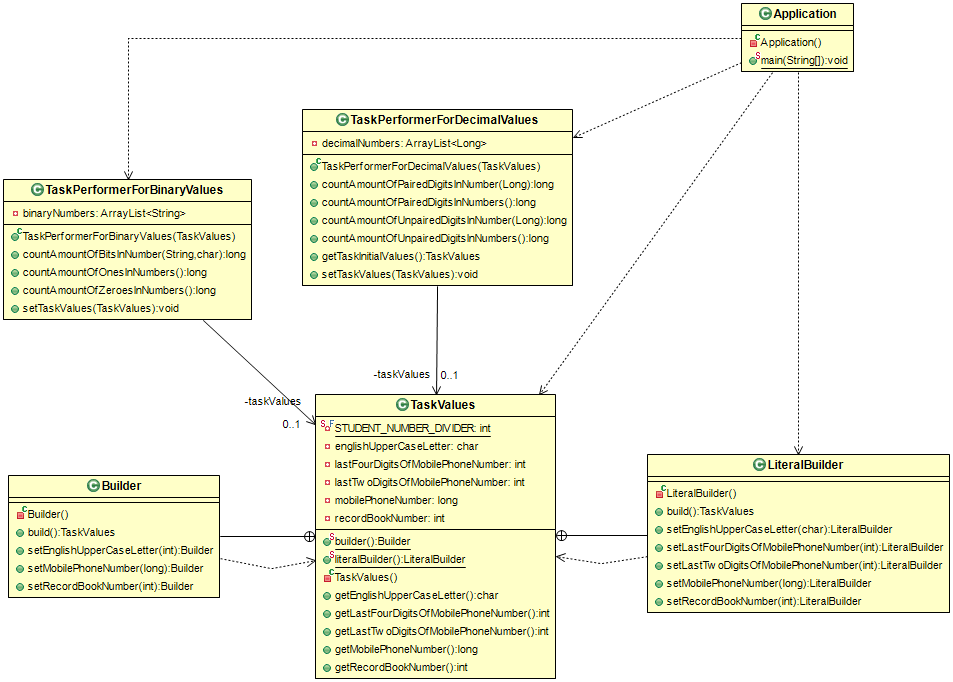 Application
Application()
main(String[]):void
TaskPerformerForDecimalValues
decimalNumbers: ArrayList<Long>
TaskPerformerForDecimalValues(TaskValues)
countAmountOfPairedDigitsInNumber(Long):long
countAmountOfPairedDigitsInNumbers():long
countAmountOfUnpairedDigitsInNumber(Long):long
countAmountOfUnpairedDigitsInNumbers():long
getTaskInitialValues():TaskValues
setTaskValues(TaskValues):void
TaskPerformerForBinaryValues
binaryNumbers: ArrayList<String>
TaskPerformerForBinaryValues(TaskValues)
countAmountOfBitsInNumber(String,char):long
countAmountOfOnesInNumbers():long
countAmountOfZeroesInNumbers():long
setTaskValues(TaskValues):void
-taskValues 0..1
-taskValues
0..1
TaskValues
STUDENT_NUMBER_DIVIDER: int
englishUpperCaseLetter: char
lastFourDigitsOfMobilePhoneNumber: int
lastTwoDigitsOfMobilePhoneNumber: int
mobilePhoneNumber: long
recordBookNumber: int
builder():Builder
literalBuilder():LiteralBuilder
TaskValues()
getEnglishUpperCaseLetter():char
getLastFourDigitsOfMobilePhoneNumber():int
getLastTwoDigitsOfMobilePhoneNumber():int
getMobilePhoneNumber():long
getRecordBookNumber():int
Builder
Builder()
build():TaskValues
setEnglishUpperCaseLetter(int):Builder
setMobilePhoneNumber(long):Builder
setRecordBookNumber(int):Builder
LiteralBuilder
LiteralBuilder()
build():TaskValues
setEnglishUpperCaseLetter(char):LiteralBuilder
setLastFourDigitsOfMobilePhoneNumber(int):LiteralBuilder
setLastTwoDigitsOfMobilePhoneNumber(int):LiteralBuilder
setMobilePhoneNumber(long):LiteralBuilder
setRecordBookNumber(int):LiteralBuilder